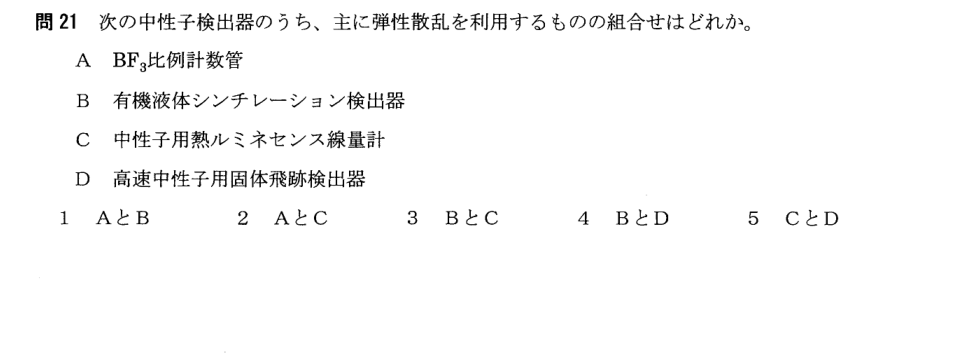 問21 次の中性子検出器のうち、主に弾性散乱を利用するものの組合せはどれか。
A BF₃比例計数管
B 有機液体シンチレーション検出器
C 中性子用熱ルミネセンス線量計
D 高速中性子用固体飛跡検出器
1 AとB 2 AとC 3 BとC 4 BとD 5 CとD